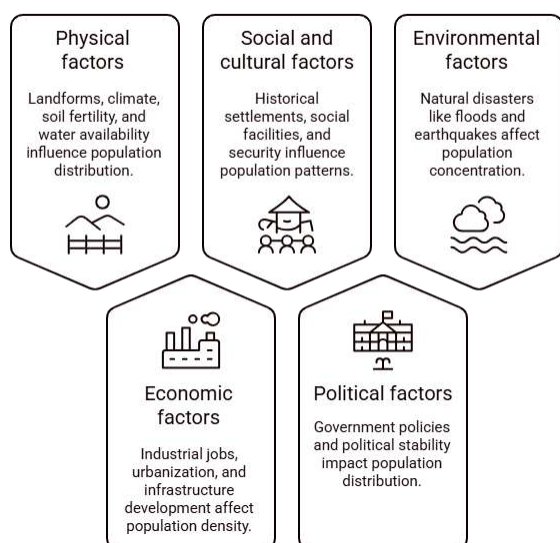 Physical
factors
Landforms, climate,
soil fertility, and
water availability
influence population
distribution.
Social and
cultural factors
Historical
settlements, social
facilities, and
security influence
population patterns.
Environmental
factors
Natural disasters
like floods and
earthquakes affect
population
concentration.
Economic
factors
Industrial jobs,
urbanization, and
infrastructure
development affect
population density.
Political factors
Government policies
and political stability
impact population
distribution.